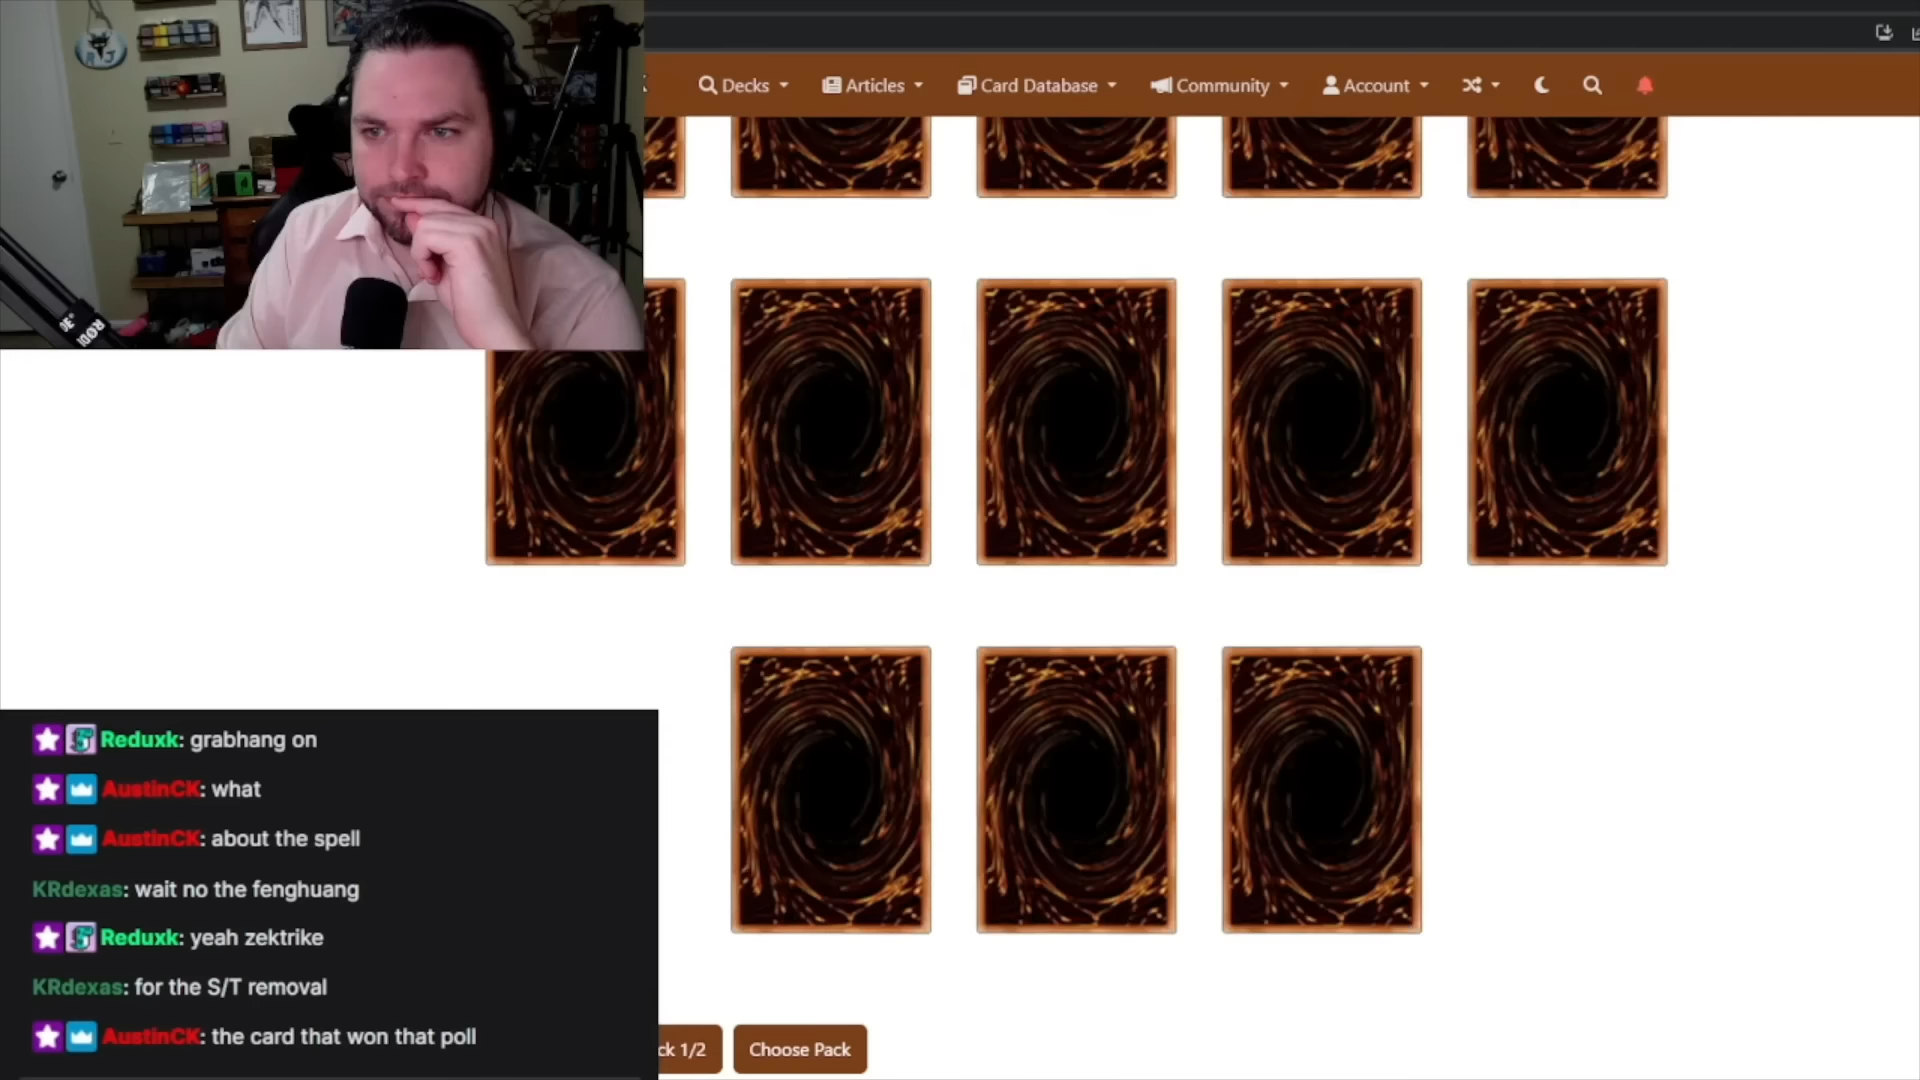 Decks
Articles
Card Database
Community
Account
RJ
RØDE
Reduxk: grabhang on
AustinCK: what
AustinCK: about the spell
KRdexas: wait no the fenghuang
Reduxk: yeah zektrike
KRdexas: for the S/T removal
AustinCK: the card that won that poll
ck 1/2
Choose Pack